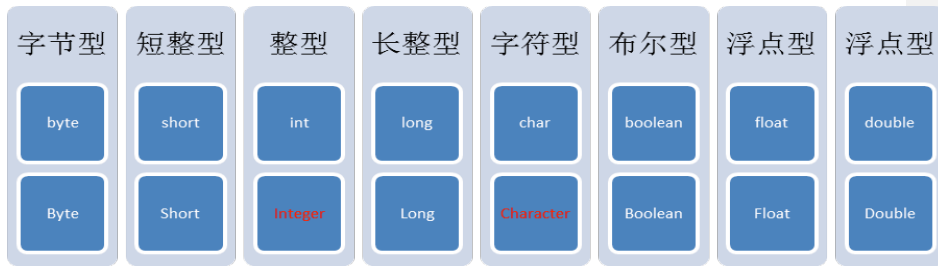 字节型 短整型 整型 长整型 字符型 布尔型 浮点型 浮点型
byte short int long char boolean float double
Byte Short Integer Long Character Boolean Float Double